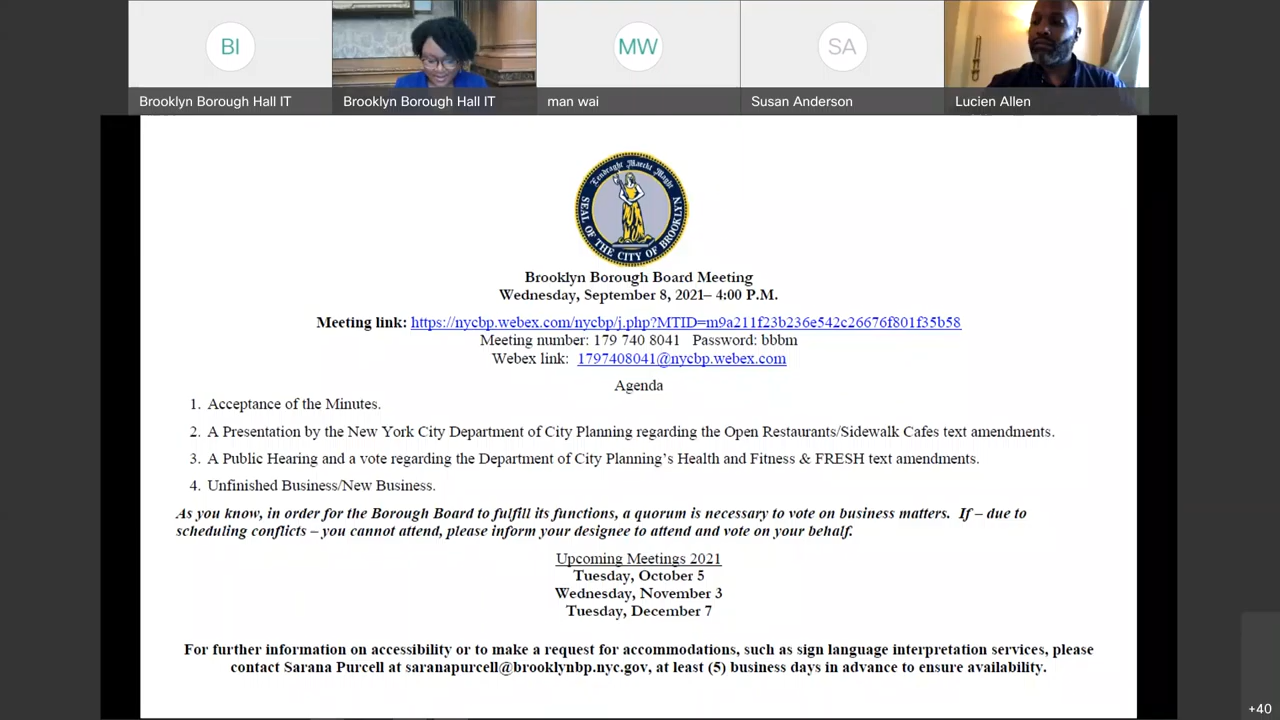 BI
MW
SA
Brooklyn Borough Hall IT
Brooklyn Borough Hall IT
man wai
Susan Anderson
Lucien Allen
Eendraght Maeckt Maght
SEAL OF THE CITY OF BROOKLYN
Brooklyn Borough Board Meeting
Wednesday, September 8, 2021– 4:00 P.M.
Meeting link: https://nycbp.webex.com/nycbp/j.php?MTID=m9a211f23b236e542c26676f801f35b58
Meeting number: 179 740 8041 Password: bbbm
Webex link: 1797408041@nycbp.webex.com
Agenda
1. Acceptance of the Minutes.
2. A Presentation by the New York City Department of City Planning regarding the Open Restaurants/Sidewalk Cafes text amendments.
3. A Public Hearing and a vote regarding the Department of City Planning's Health and Fitness & FRESH text amendments.
4. Unfinished Business/New Business.
As you know, in order for the Borough Board to fulfill its functions, a quorum is necessary to vote on business matters. If – due to
scheduling conflicts – you cannot attend, please inform your designee to attend and vote on your behalf.
Upcoming Meetings 2021
Tuesday, October 5
Wednesday, November 3
Tuesday, December 7
For further information on accessibility or to make a request for accommodations, such as sign language interpretation services, please
contact Sarana Purcell at saranapurcell@brooklynbp.nyc.gov, at least (5) business days in advance to ensure availability.
+40